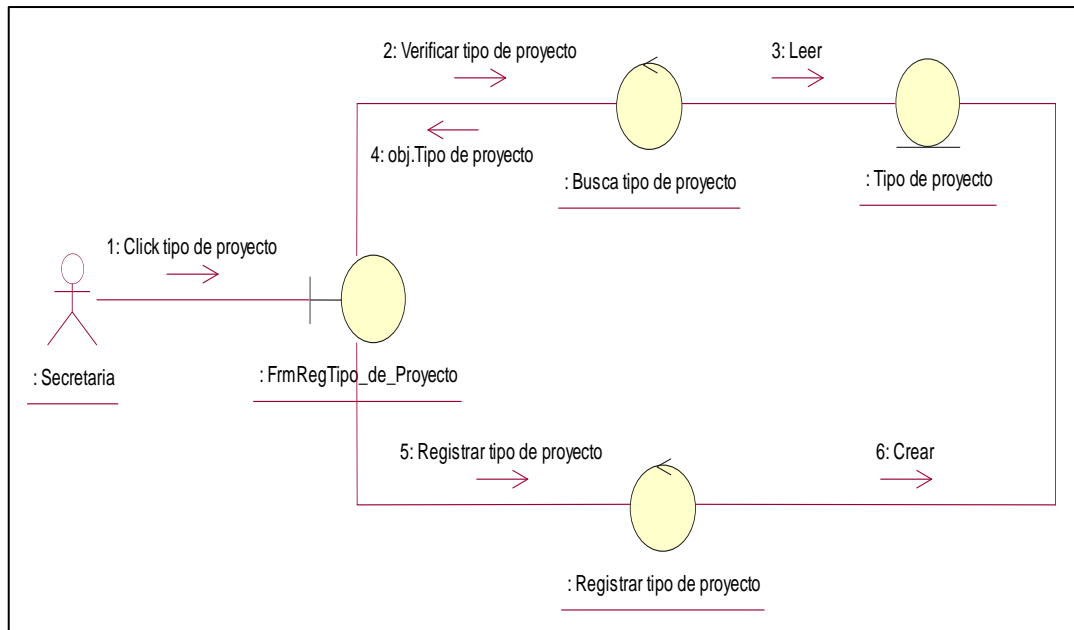 2: Verificar tipo de proyecto
3: Leer
4: obj.Tipo de proyecto
: Busca tipo de proyecto
: Tipo de proyecto
1: Click tipo de proyecto
: Secretaria
: FrmRegTipo_de_Proyecto
5: Registrar tipo de proyecto
6: Crear
: Registrar tipo de proyecto